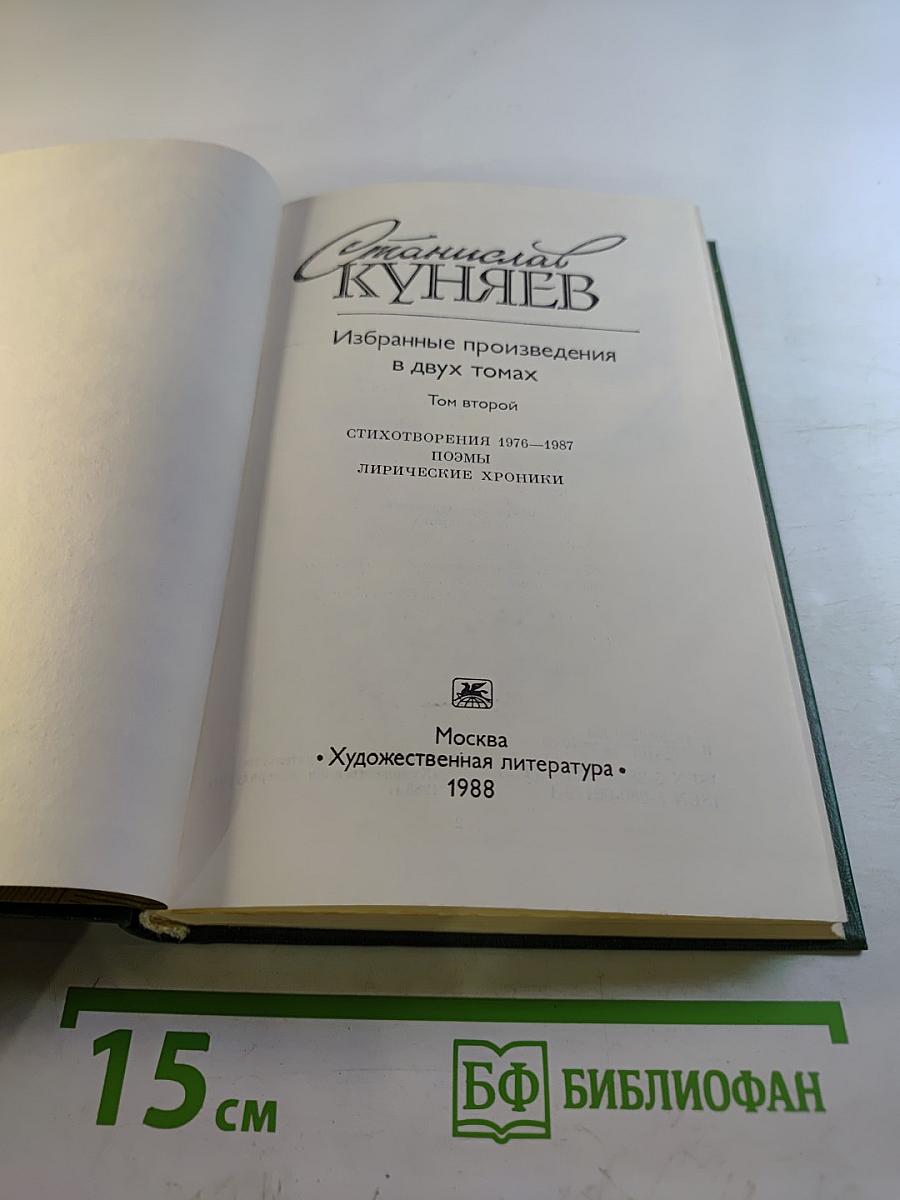 Станислав
КУНЯЕВ
Избранные произведения
в двух томах
Том второй
СТИХОТВОРЕНИЯ 1976—1987
ПОЭМЫ
ЛИРИЧЕСКИЕ ХРОНИКИ
Москва
• Художественная литература •
1988
15 см
БФ БИБЛИОФАН